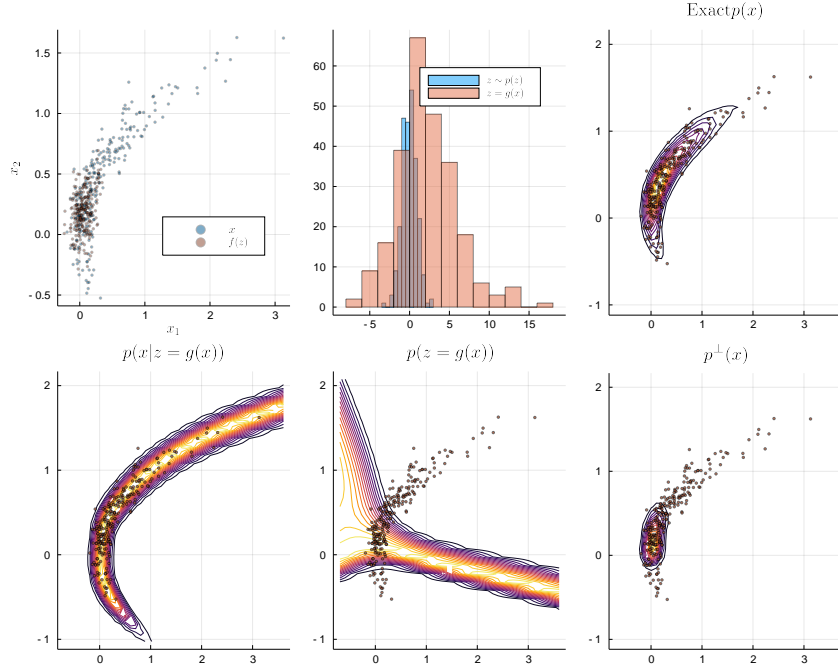 Exact p(x)
1.5
1.0
0.5
0.0
-0.5
x_2
0 1 2 3
x_1
x
f(z)
60
50
40
30
20
10
0
-5 0 5 10 15
z ∼ p(z)
z = g(x)
2
1
0
-1
0 1 2 3
p(x|z = g(x))
2
1
0
-1
0 1 2 3
p(z = g(x))
2
1
0
-1
0 1 2 3
p^⊥(x)
2
1
0
-1
0 1 2 3